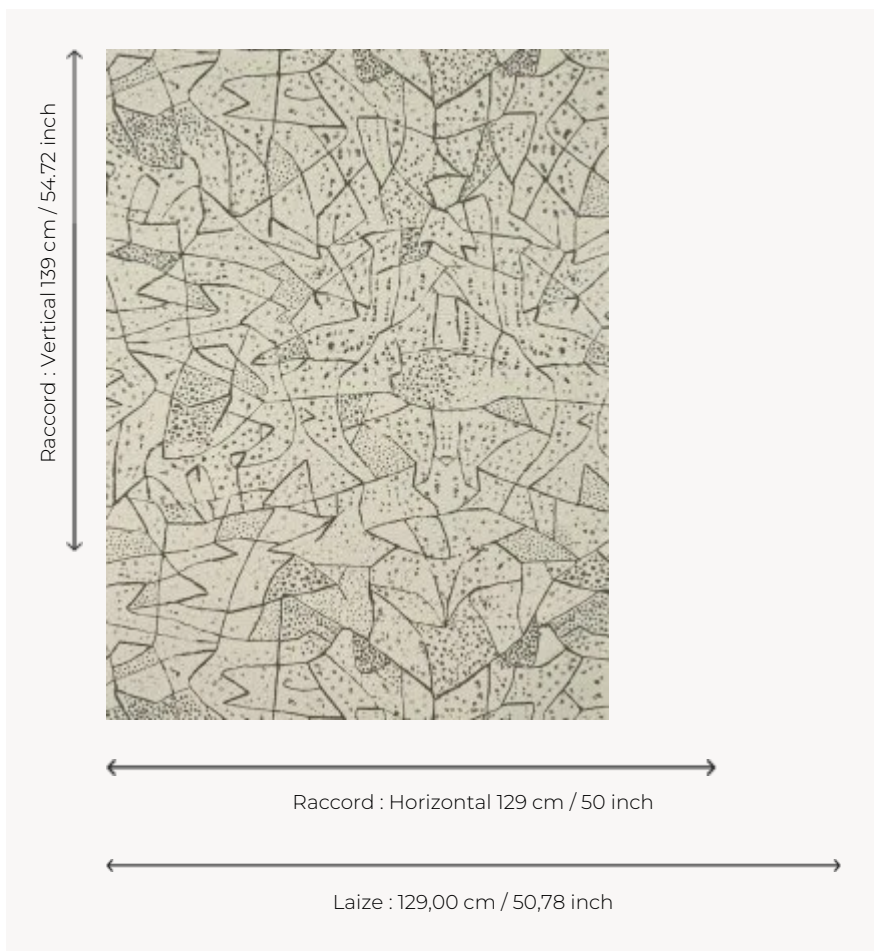 Raccord : Vertical 139 cm / 54.72 inch
Raccord : Horizontal 129 cm / 50 inch
Laize : 129,00 cm / 50,78 inch